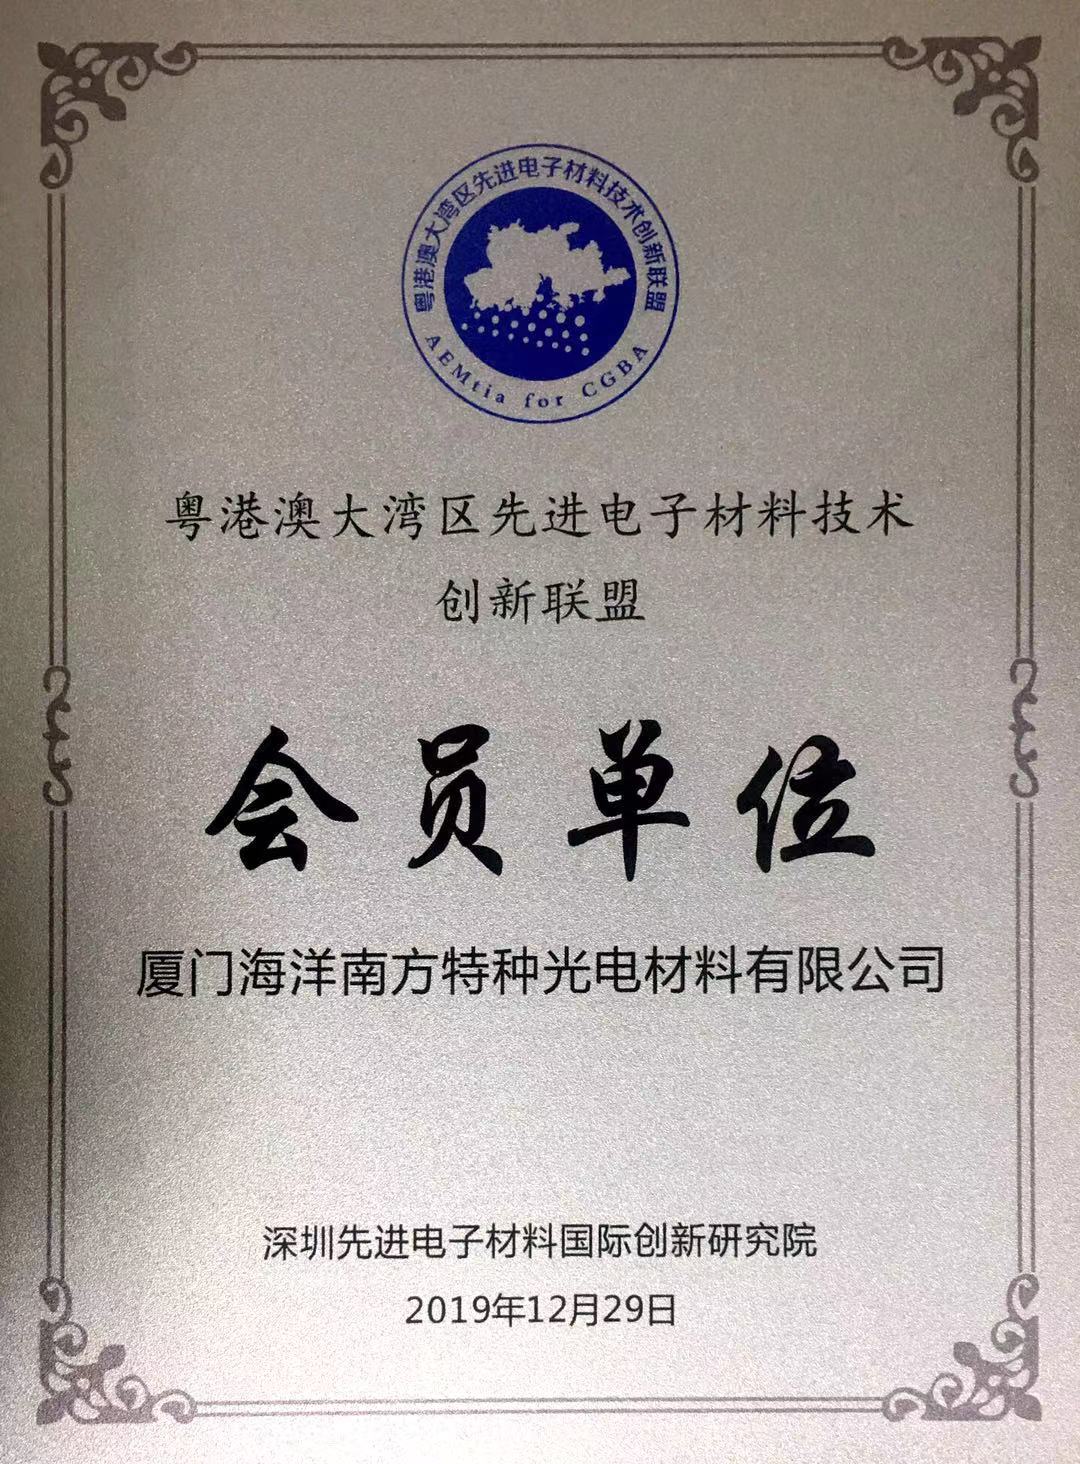 粤港澳大湾区先进电子材料技术创新联盟
AEMtia for CGBA
粤港澳大湾区先进电子材料技术
创新联盟
会员单位
厦门海洋南方特种光电材料有限公司
深圳先进电子材料国际创新研究院
2019年12月29日